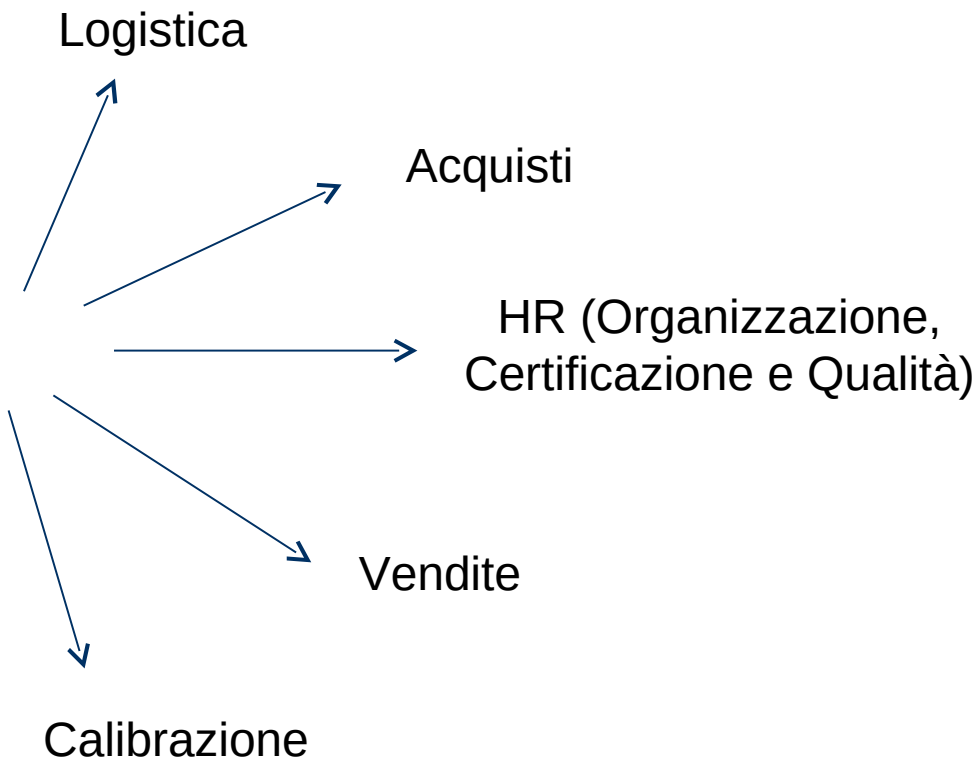 Logistica
Acquisti
HR (Organizzazione,
Certificazione e Qualità)
Vendite
Calibrazione